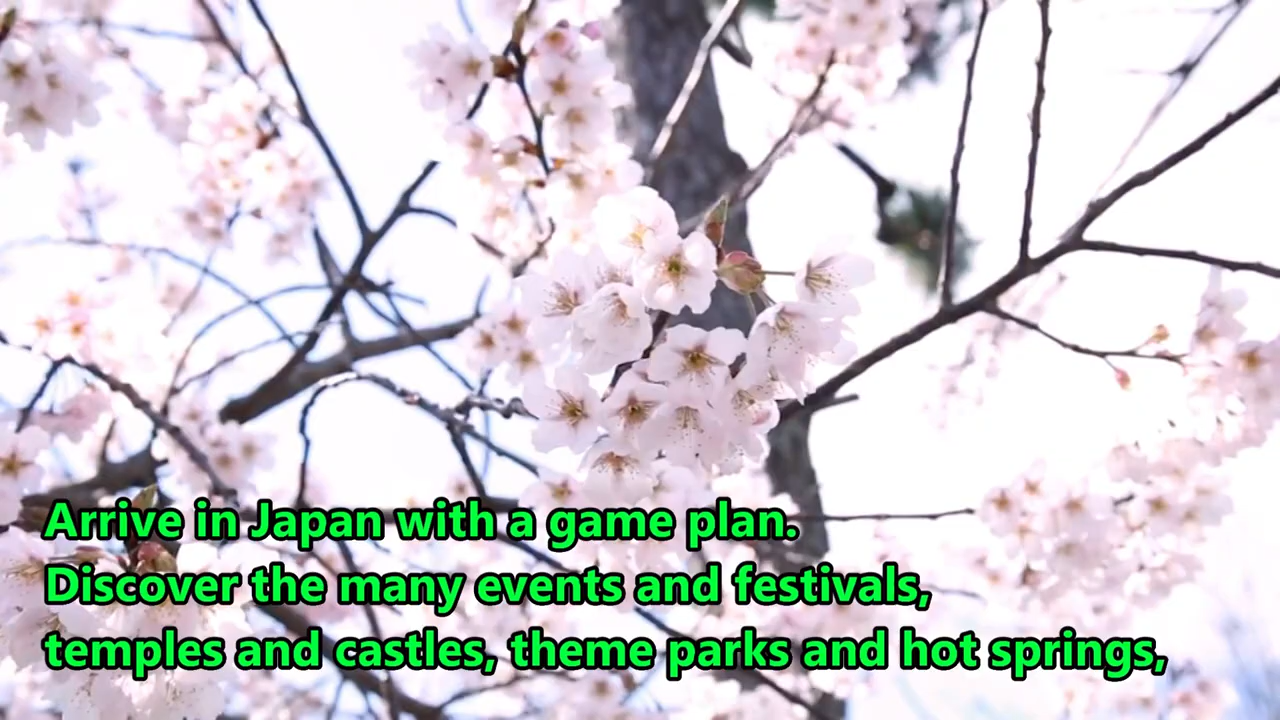 Arrive in Japan with a game plan.
Discover the many events and festivals,
temples and castles, theme parks and hot springs,